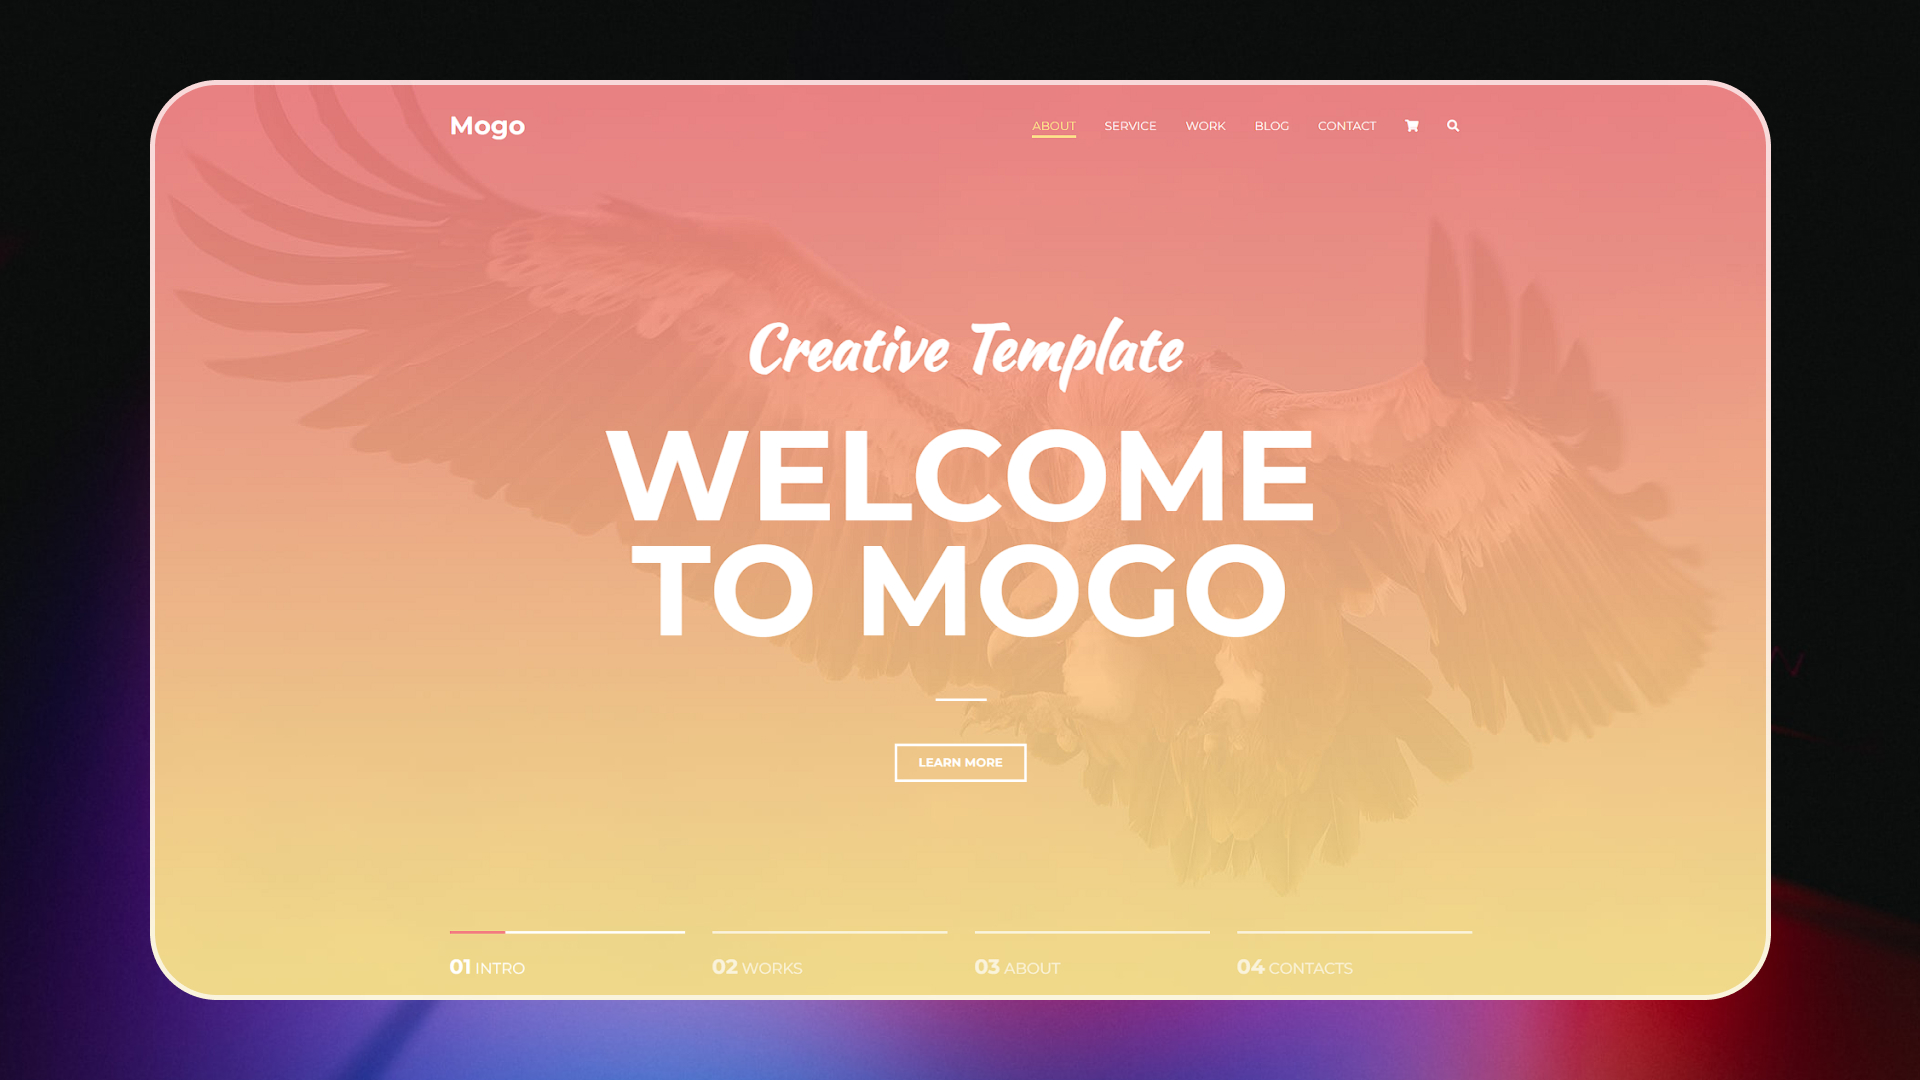 Mogo
ABOUT SERVICE WORK BLOG CONTACT
Creative Template
WELCOME
TO MOGO
LEARN MORE
01 INTRO
02 WORKS
03 ABOUT
04 CONTACTS